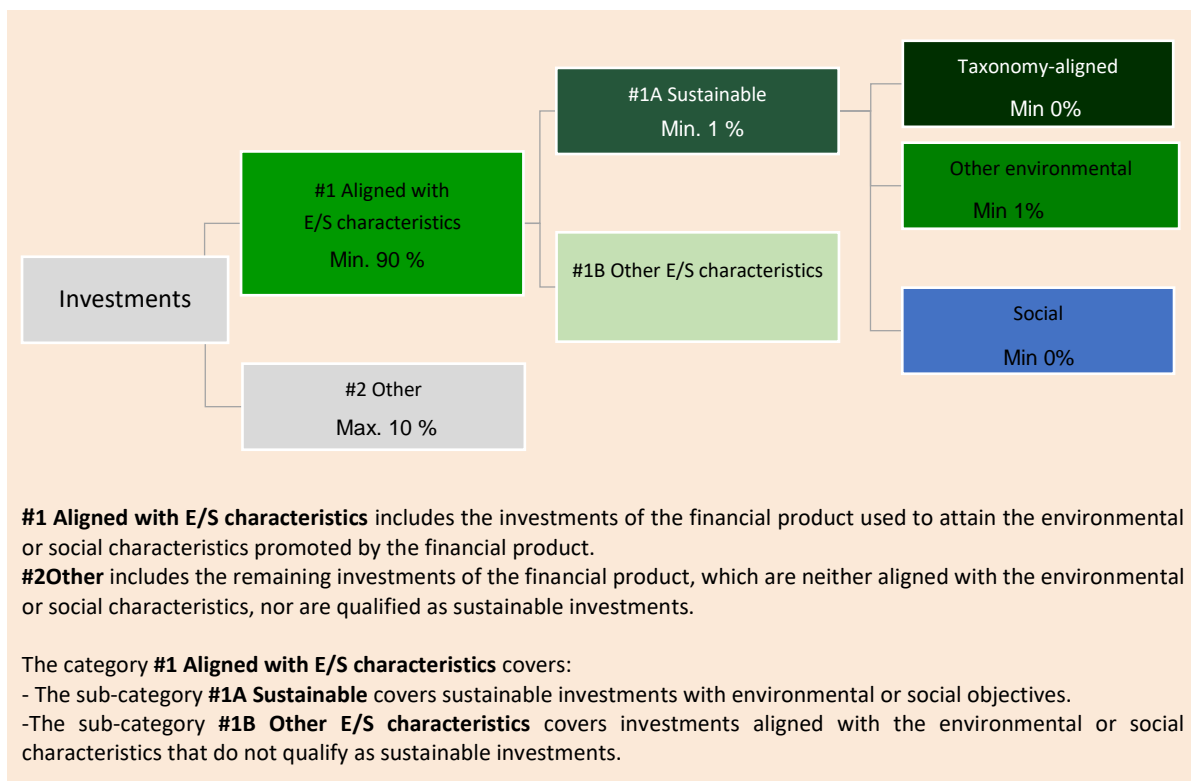 Investments
#1 Aligned with
E/S characteristics
Min. 90 %
#2 Other
Max. 10 %
#1A Sustainable
Min. 1 %
#1B Other E/S characteristics
Taxonomy-aligned
Min 0%
Other environmental
Min 1%
Social
Min 0%
#1 Aligned with E/S characteristics includes the investments of the financial product used to attain the environmental
or social characteristics promoted by the financial product.
#2Other includes the remaining investments of the financial product, which are neither aligned with the environmental
or social characteristics, nor are qualified as sustainable investments.
The category #1 Aligned with E/S characteristics covers:
- The sub-category #1A Sustainable covers sustainable investments with environmental or social objectives.
-The sub-category #1B Other E/S characteristics covers investments aligned with the environmental or social
characteristics that do not qualify as sustainable investments.